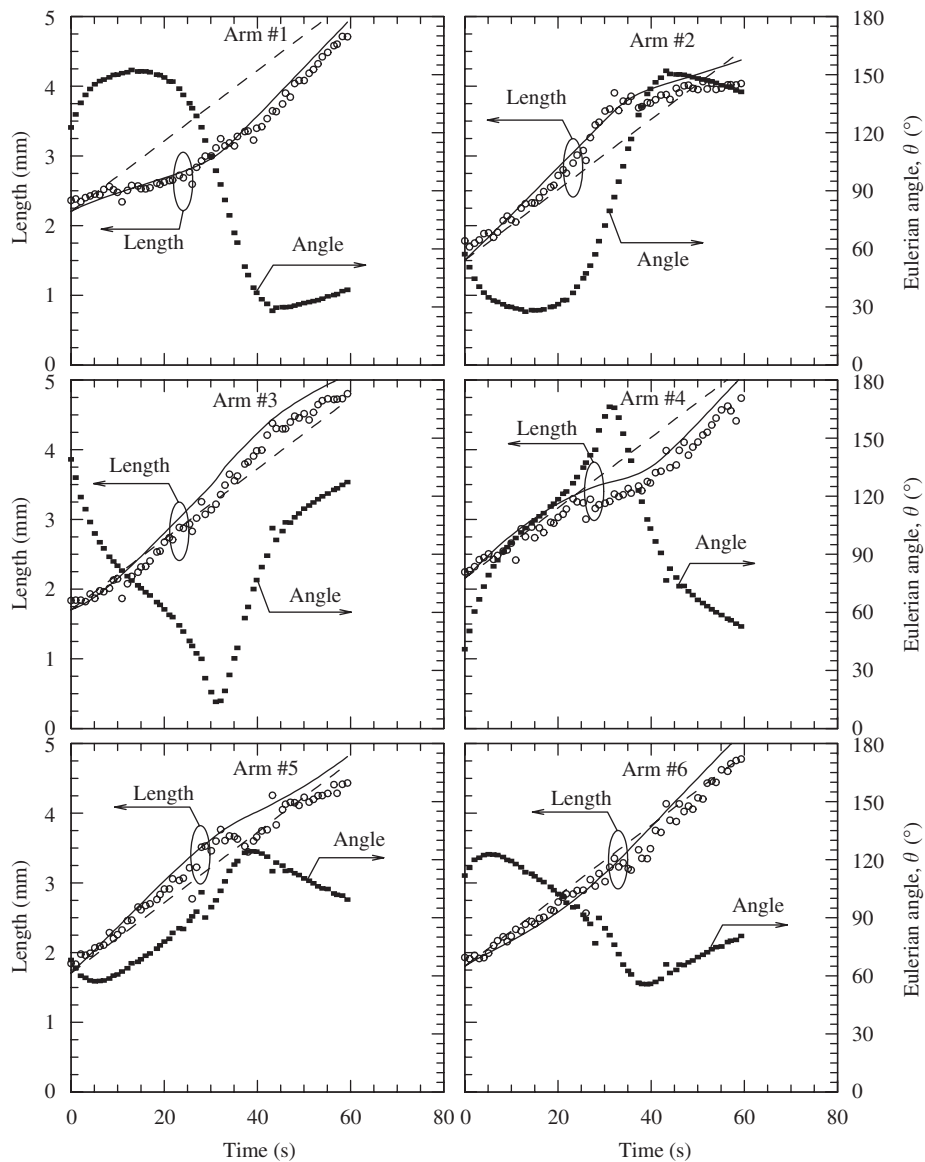 5
4
3
2
1
0
Length (mm)
Arm #1
Length
Angle
Arm #2
Length
Angle
180
150
120
90
60
30
0
Eulerian angle, θ (°)
5
4
3
2
1
0
Length (mm)
Arm #3
Length
Angle
Arm #4
Length
Angle
180
150
120
90
60
30
0
Eulerian angle, θ (°)
5
4
3
2
1
0
Length (mm)
Arm #5
Length
Angle
Arm #6
Length
Angle
180
150
120
90
60
30
0
Eulerian angle, θ (°)
0 20 40 60 80
Time (s)
0 20 40 60 80
Time (s)